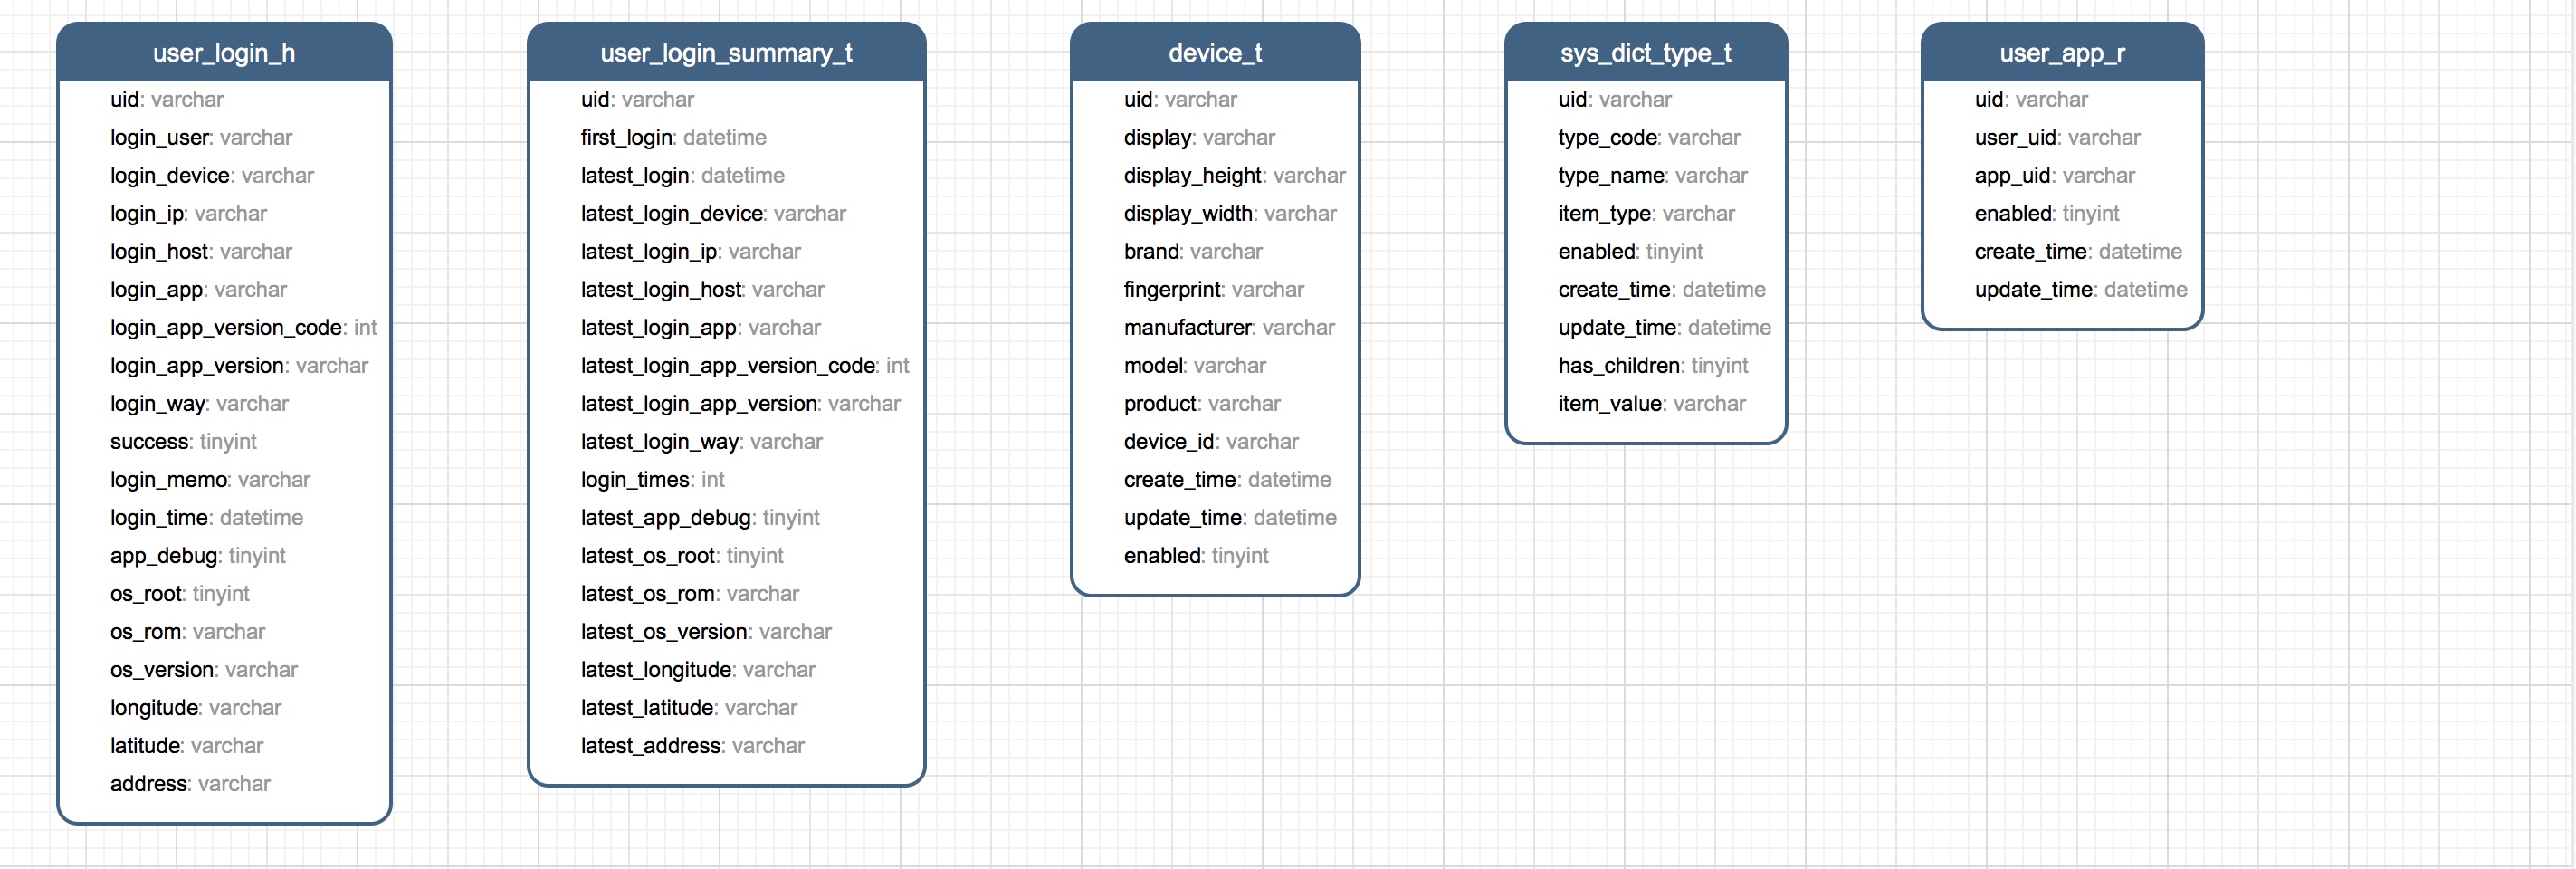 user_login_h
uid: varchar
login_user: varchar
login_device: varchar
login_ip: varchar
login_host: varchar
login_app: varchar
login_app_version_code: int
login_app_version: varchar
login_way: varchar
success: tinyint
login_memo: varchar
login_time: datetime
app_debug: tinyint
os_root: tinyint
os_rom: varchar
os_version: varchar
longitude: varchar
latitude: varchar
address: varchar
user_login_summary_t
uid: varchar
first_login: datetime
latest_login: datetime
latest_login_device: varchar
latest_login_ip: varchar
latest_login_host: varchar
latest_login_app: varchar
latest_login_app_version_code: int
latest_login_app_version: varchar
latest_login_way: varchar
login_times: int
latest_app_debug: tinyint
latest_os_root: tinyint
latest_os_rom: varchar
latest_os_version: varchar
latest_longitude: varchar
latest_latitude: varchar
latest_address: varchar
device_t
uid: varchar
display: varchar
display_height: varchar
display_width: varchar
brand: varchar
fingerprint: varchar
manufacturer: varchar
model: varchar
product: varchar
device_id: varchar
create_time: datetime
update_time: datetime
enabled: tinyint
sys_dict_type_t
uid: varchar
type_code: varchar
type_name: varchar
item_type: varchar
enabled: tinyint
create_time: datetime
update_time: datetime
has_children: tinyint
item_value: varchar
user_app_r
uid: varchar
user_uid: varchar
app_uid: varchar
enabled: tinyint
create_time: datetime
update_time: datetime